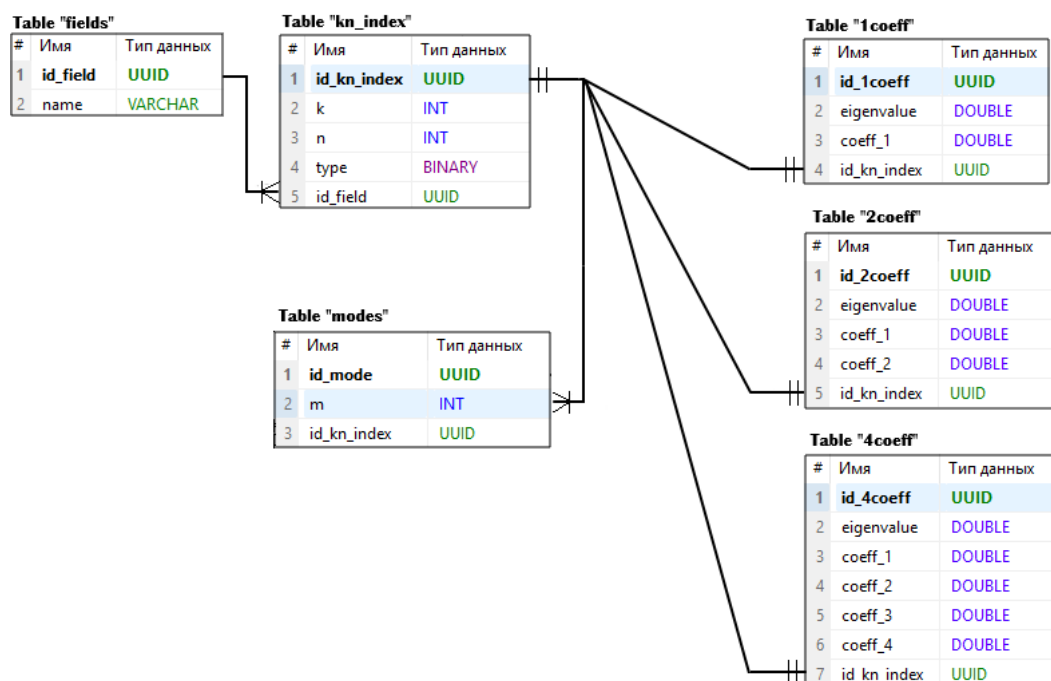 Table "fields"
# Имя Тип данных
1 id_field UUID
2 name VARCHAR
Table "kn_index"
# Имя Тип данных
1 id_kn_index UUID
2 k INT
3 n INT
4 type BINARY
5 id_field UUID
Table "modes"
# Имя Тип данных
1 id_mode UUID
2 m INT
3 id_kn_index UUID
Table "1coeff"
# Имя Тип данных
1 id_1coeff UUID
2 eigenvalue DOUBLE
3 coeff_1 DOUBLE
4 id_kn_index UUID
Table "2coeff"
# Имя Тип данных
1 id_2coeff UUID
2 eigenvalue DOUBLE
3 coeff_1 DOUBLE
4 coeff_2 DOUBLE
5 id_kn_index UUID
Table "4coeff"
# Имя Тип данных
1 id_4coeff UUID
2 eigenvalue DOUBLE
3 coeff_1 DOUBLE
4 coeff_2 DOUBLE
5 coeff_3 DOUBLE
6 coeff_4 DOUBLE
7 id_kn_index UUID